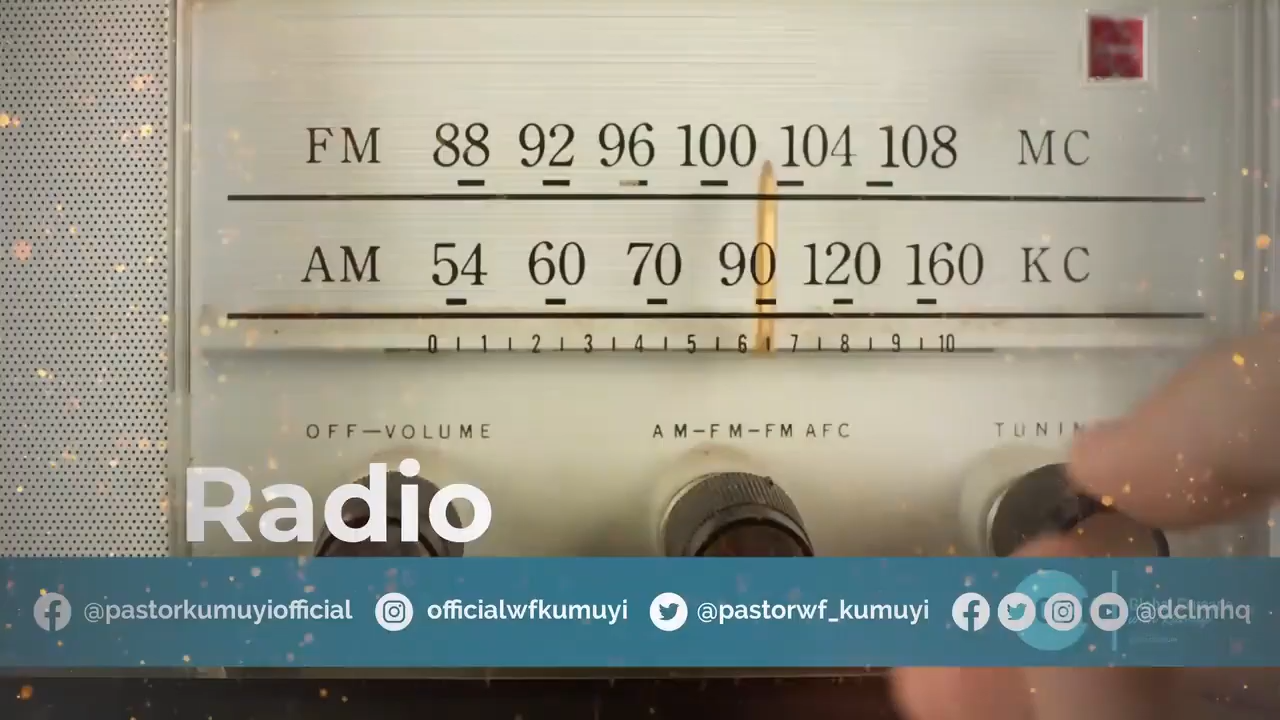 FM 88 92 96 100 104 108 MC
AM 54 60 70 90 120 160 KC
0 1 2 3 4 5 6 7 8 9 10
OFF—VOLUME AM—FM—FM AFC
Radio
@pastorkumuyiofficial officialwfkumuyi @pastorwf_kumuyi @dclmhq